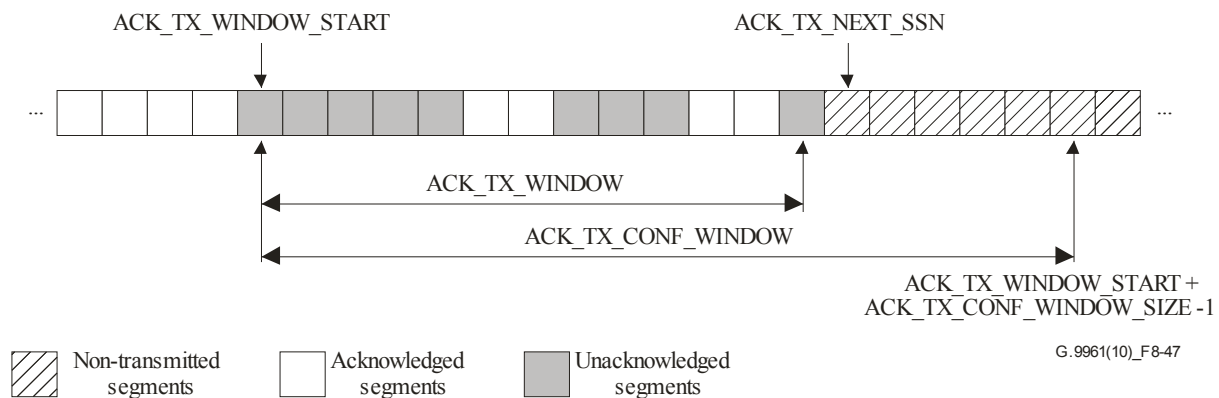 ACK_TX_WINDOW_START
ACK_TX_NEXT_SSN
... ...
ACK_TX_WINDOW
ACK_TX_CONF_WINDOW
ACK_TX_WINDOW_START +
ACK_TX_CONF_WINDOW_SIZE -1
Non-transmitted
segments
Acknowledged
segments
Unacknowledged
segments
G.9961(10)_F8-47